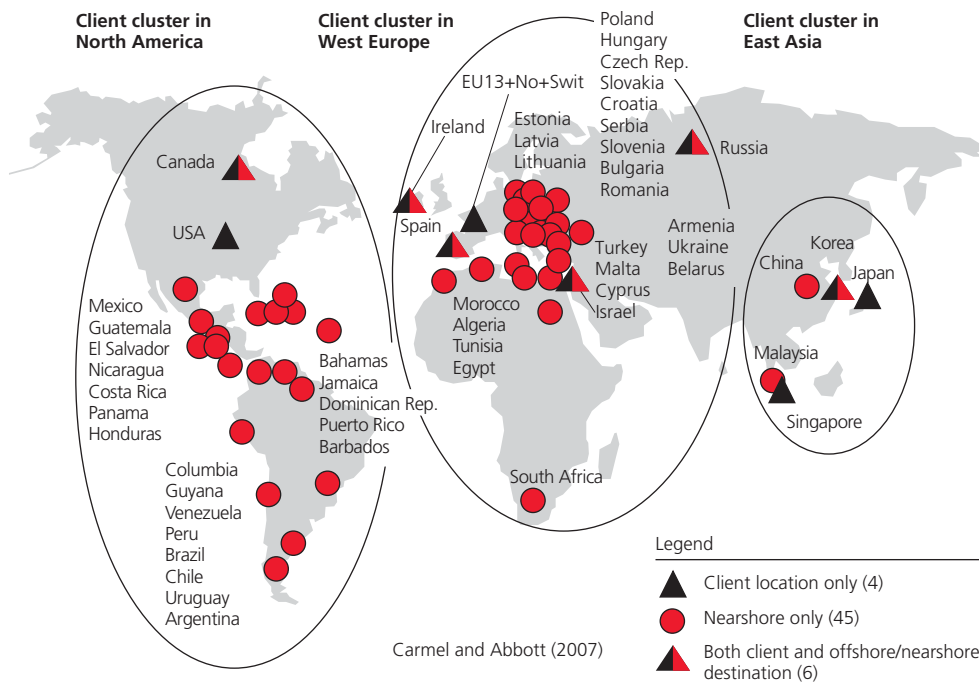 Client cluster in
North America
Client cluster in
West Europe
Client cluster in
East Asia
Canada
USA
Mexico
Guatemala
El Salvador
Nicaragua
Costa Rica
Panama
Honduras
Bahamas
Jamaica
Dominican Rep.
Puerto Rico
Barbados
Columbia
Guyana
Venezuela
Peru
Brazil
Chile
Uruguay
Argentina
EU13+No+Swit
Ireland
Spain
Estonia
Latvia
Lithuania
Poland
Hungary
Czech Rep.
Slovakia
Croatia
Serbia
Slovenia
Bulgaria
Romania
Russia
Armenia
Ukraine
Belarus
Turkey
Malta
Cyprus
Israel
Morocco
Algeria
Tunisia
Egypt
South Africa
Korea
China
Japan
Malaysia
Singapore
Carmel and Abbott (2007)
Legend
Client location only (4)
Nearshore only (45)
Both client and offshore/nearshore
destination (6)